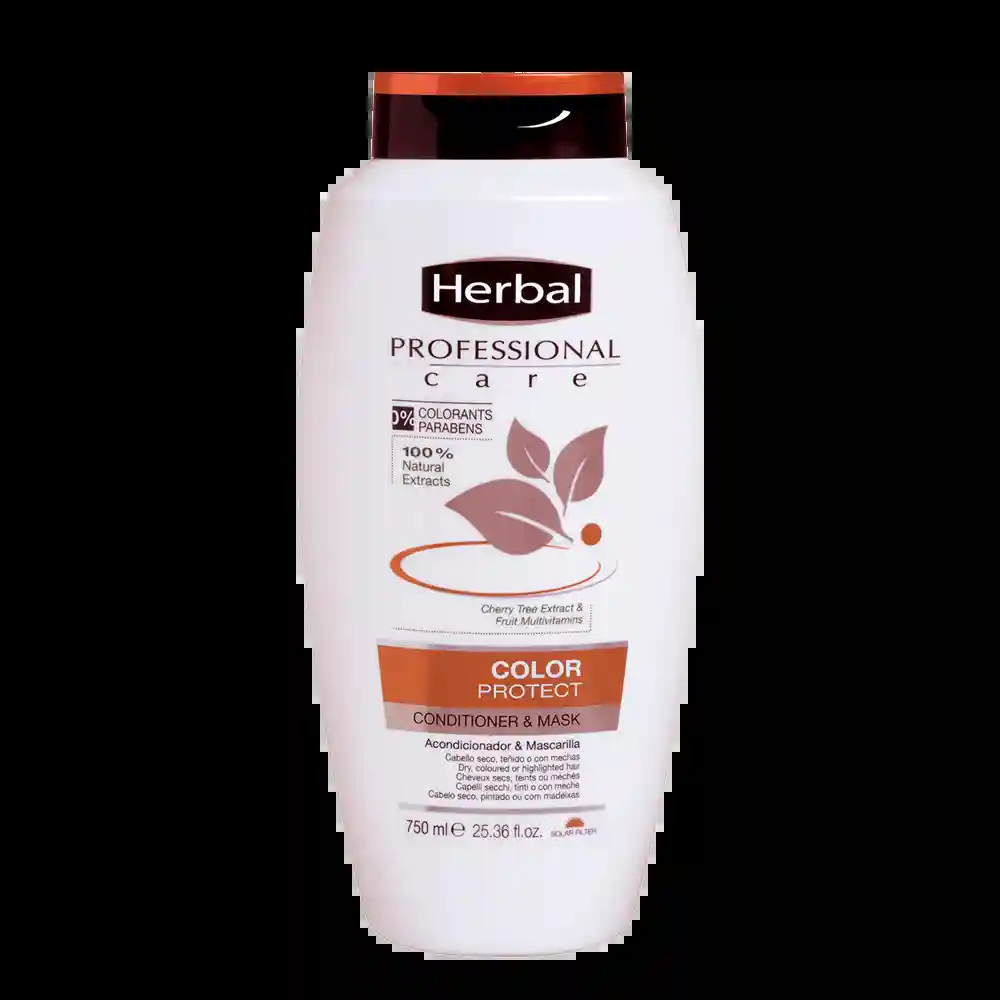 Herbal
PROFESSIONAL
care
0% COLORANTS
PARABENS
100%
Natural
Extracts
Cherry Tree Extract &
Fruit Multivitamins
COLOR
PROTECT
CONDITIONER & MASK
Acondicionador & Mascarilla
Cabello seco, teñido o con mechas
Dry, coloured or highlighted hair
Cheveux secs, teints ou méchés
Capelli secchi, tinti o con meche
Cabelo seco, pintado ou com madeixas
750 ml ℮ 25.36 fl.oz. SOLAR FILTER